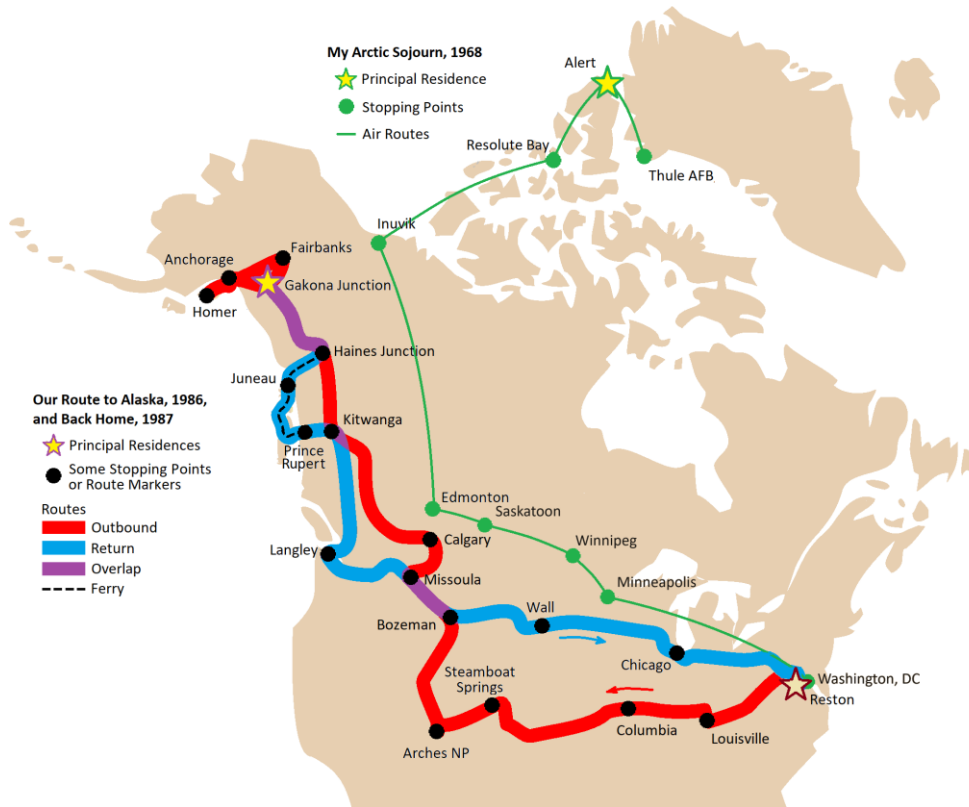 My Arctic Sojourn, 1968
Principal Residence
Stopping Points
Air Routes
Alert
Resolute Bay
Thule AFB
Inuvik
Fairbanks
Anchorage
Gakona Junction
Homer
Haines Junction
Juneau
Our Route to Alaska, 1986,
and Back Home, 1987
Principal Residences
Some Stopping Points
or Route Markers
Routes
Outbound
Return
Overlap
Ferry
Kitwanga
Prince
Rupert
Edmonton
Saskatoon
Calgary
Winnipeg
Langley
Missoula
Minneapolis
Bozeman
Wall
Chicago
Steamboat
Springs
Washington, DC
Reston
Columbia
Louisville
Arches NP